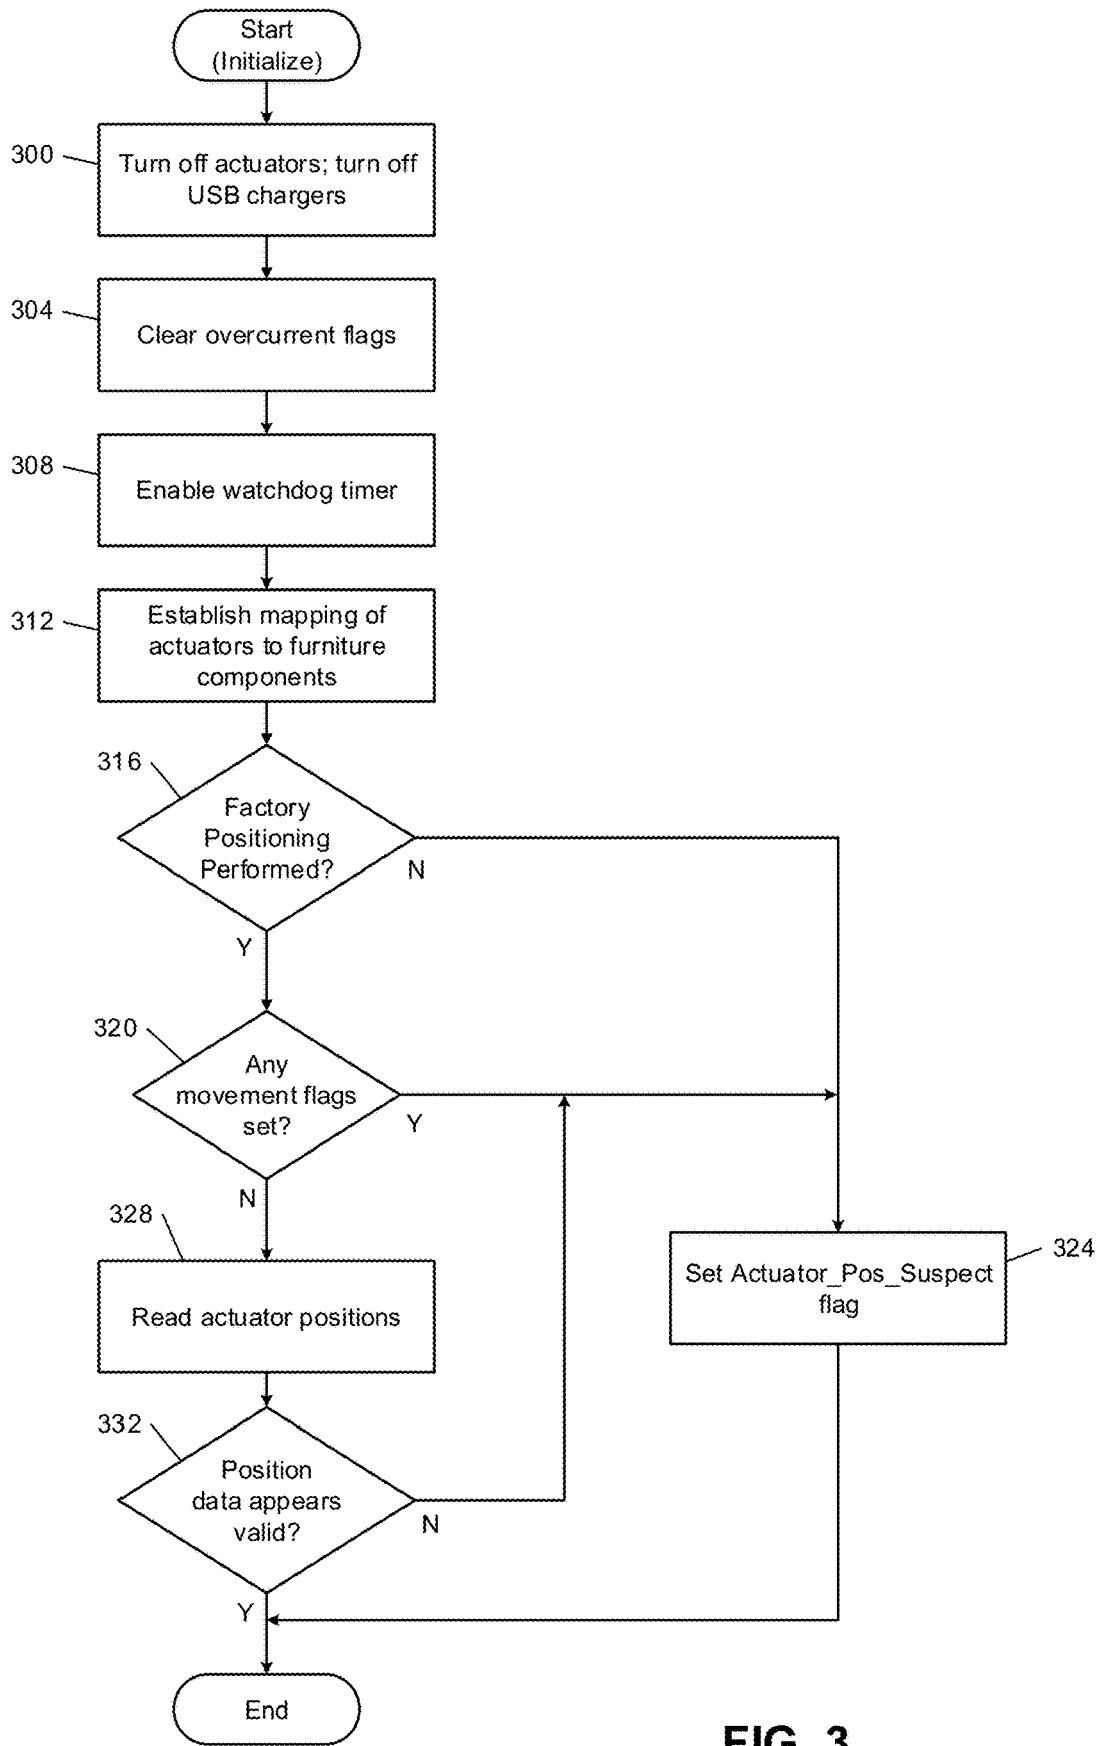 Start
(Initialize)
300
Turn off actuators; turn off
USB chargers
304
Clear overcurrent flags
308
Enable watchdog timer
312
Establish mapping of
actuators to furniture
components
316
Factory
Positioning
Performed?
N
Y
320
Any
movement flags
set?
Y
N
328
Read actuator positions
324
Set Actuator_Pos_Suspect
flag
332
Position
data appears
valid?
N
Y
End
FIG. 3